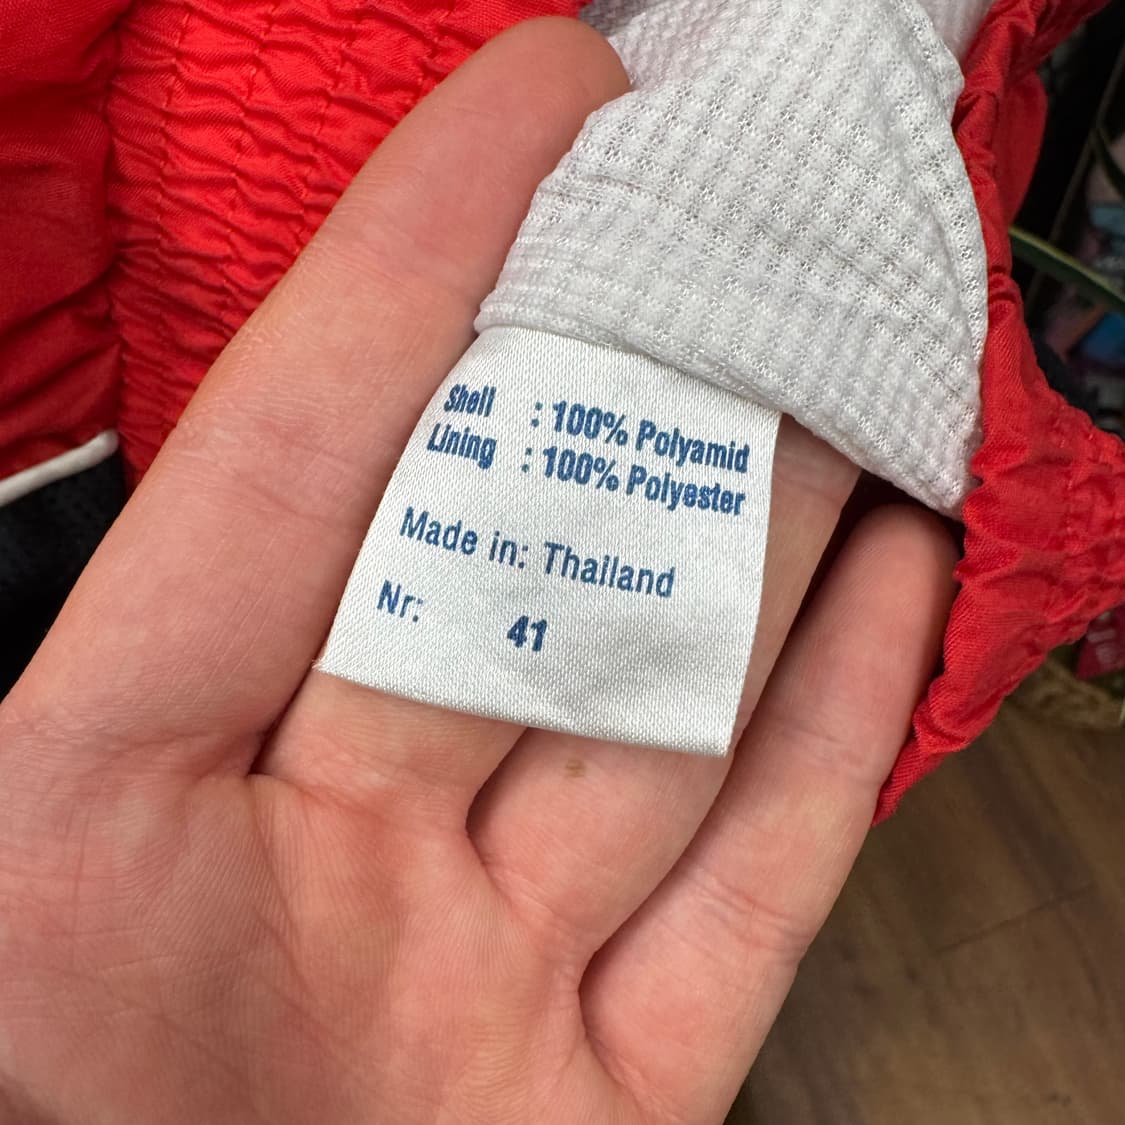 Shell : 100% Polyamid
Lining : 100% Polyester
Made in: Thailand
Nr: 41